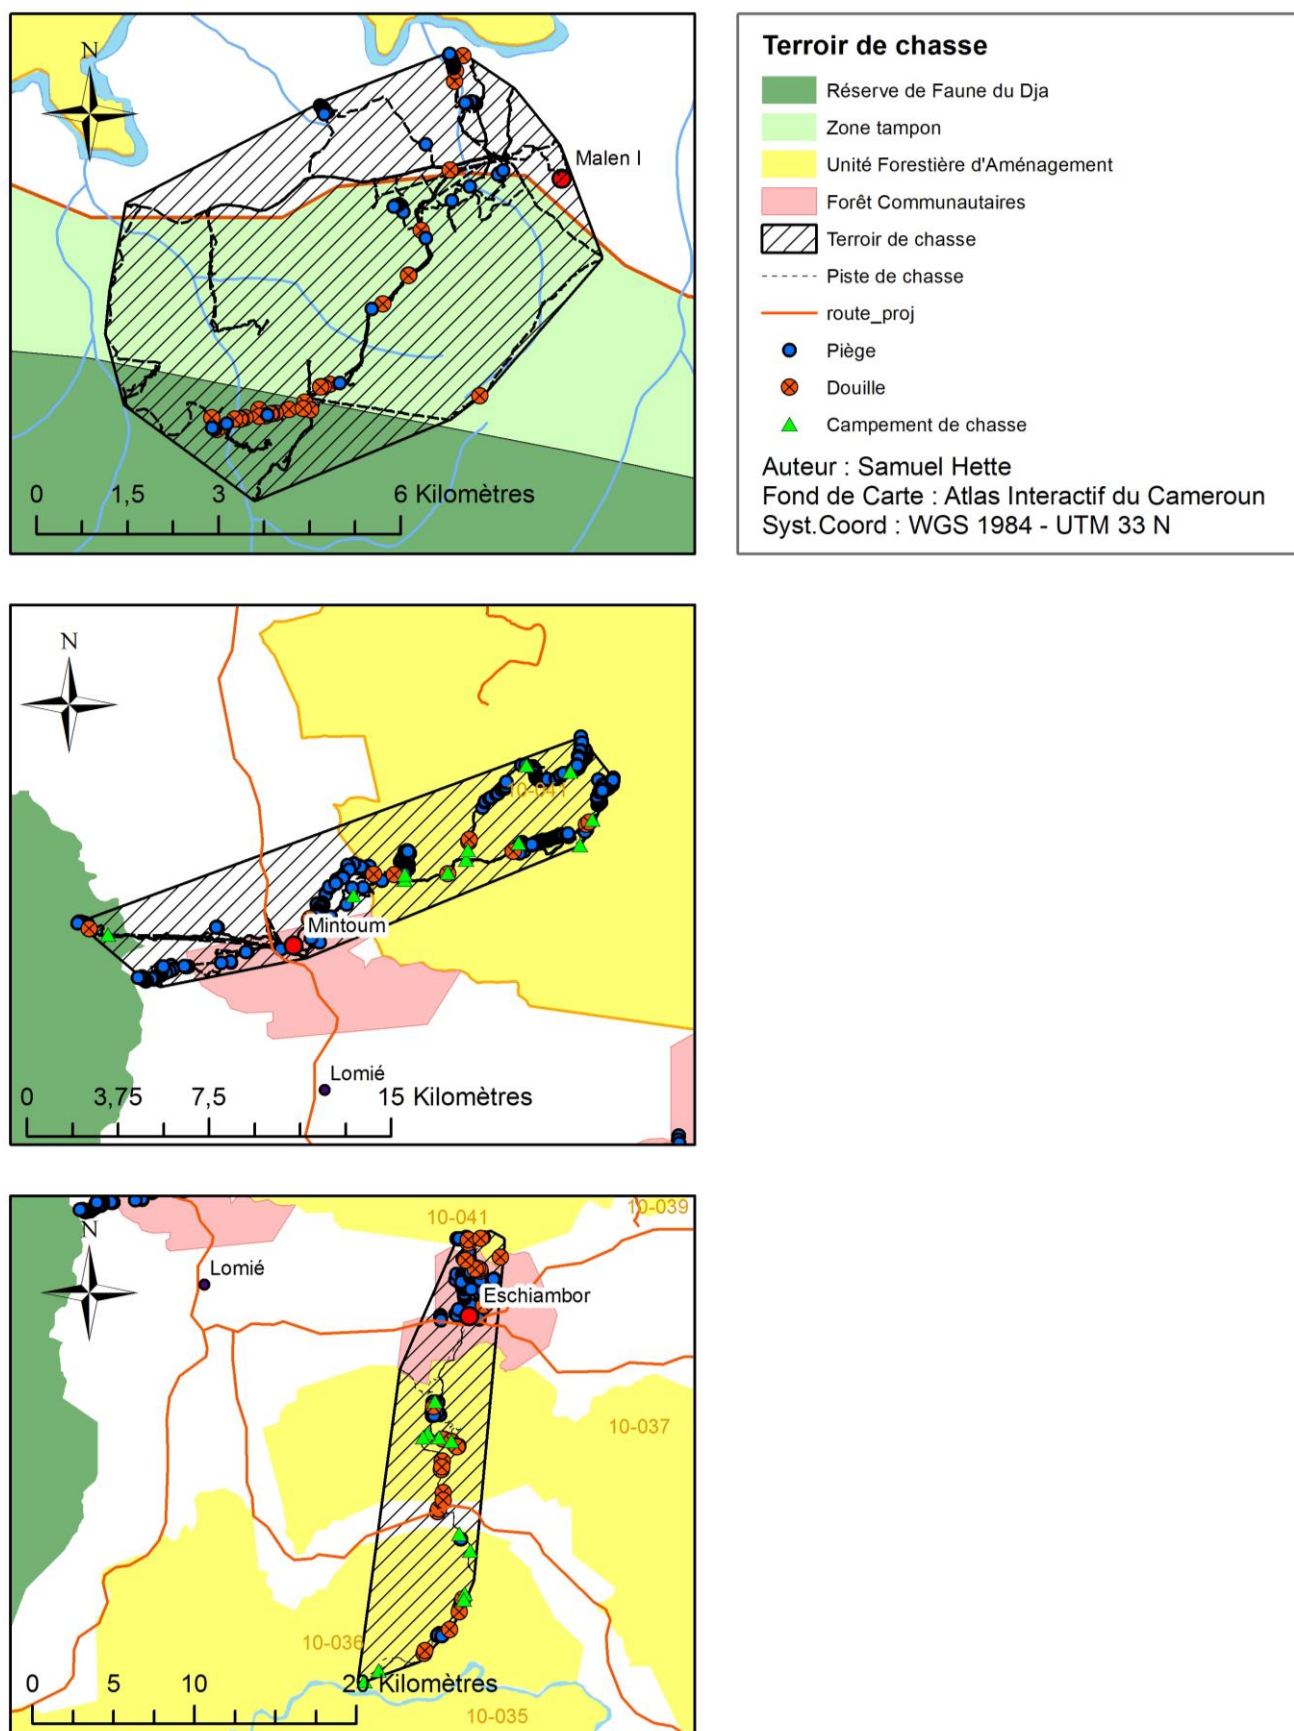 N
Malen I
0 1,5 3 6 Kilomètres
Terroir de chasse
Réserve de Faune du Dja
Zone tampon
Unité Forestière d'Aménagement
Forêt Communautaires
Terroir de chasse
Piste de chasse
route_proj
Piège
Douille
Campement de chasse
Auteur : Samuel Hette
Fond de Carte : Atlas Interactif du Cameroun
Syst.Coord : WGS 1984 - UTM 33 N
N
10-041
Mintoum
Lomié
0 3,75 7,5 15 Kilomètres
10-041
10-039
N
Lomié
Eschiambor
10-037
10-036
0 5 10 20 Kilomètres
10-035